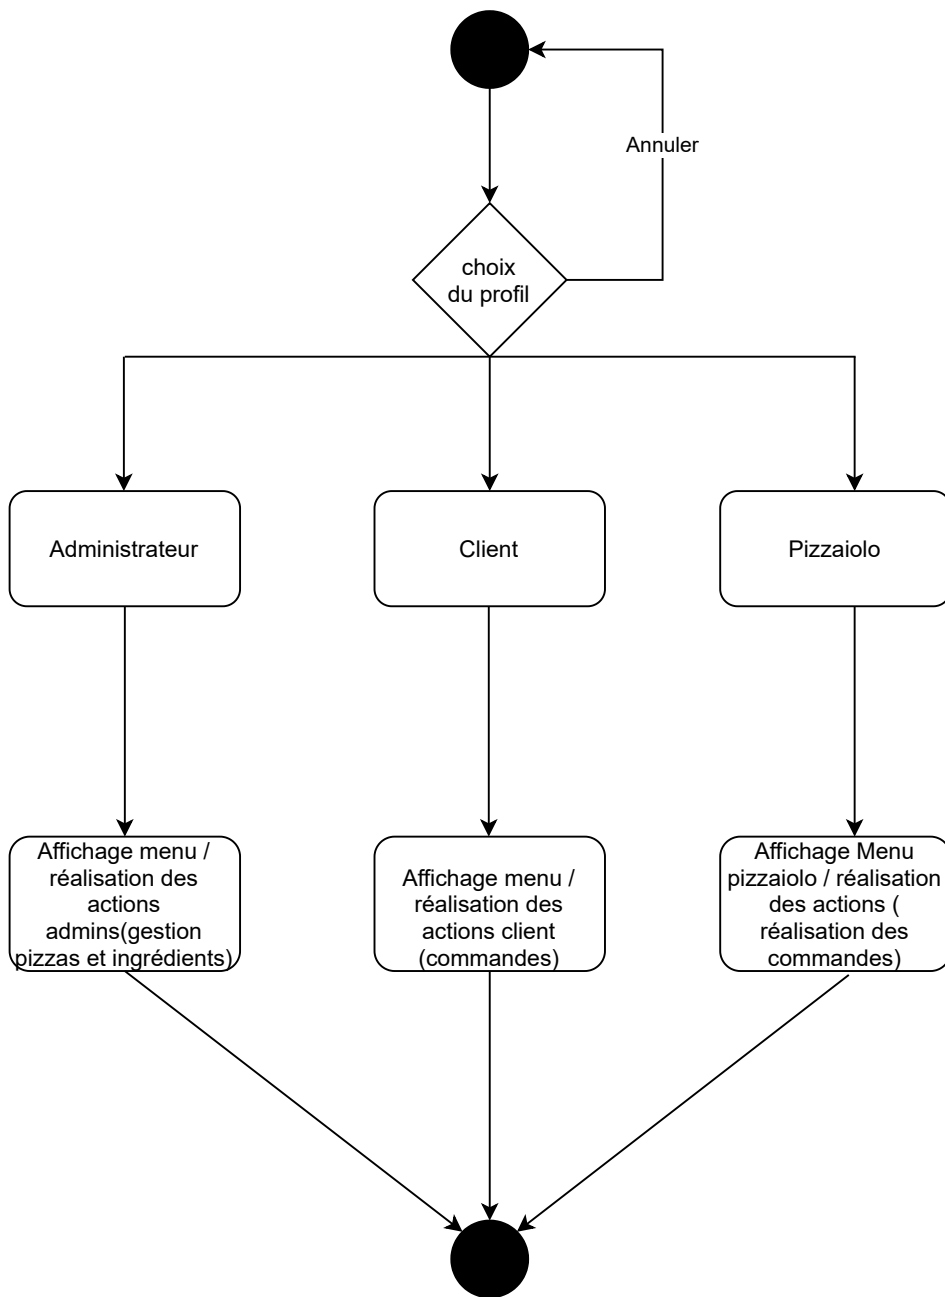 Annuler
choix
du profil
Administrateur
Client
Pizzaiolo
Affichage menu /
réalisation des
actions
admins(gestion
pizzas et ingrédients)
Affichage menu /
réalisation des
actions client
(commandes)
Affichage Menu
pizzaiolo / réalisation
des actions (
réalisation des
commandes)